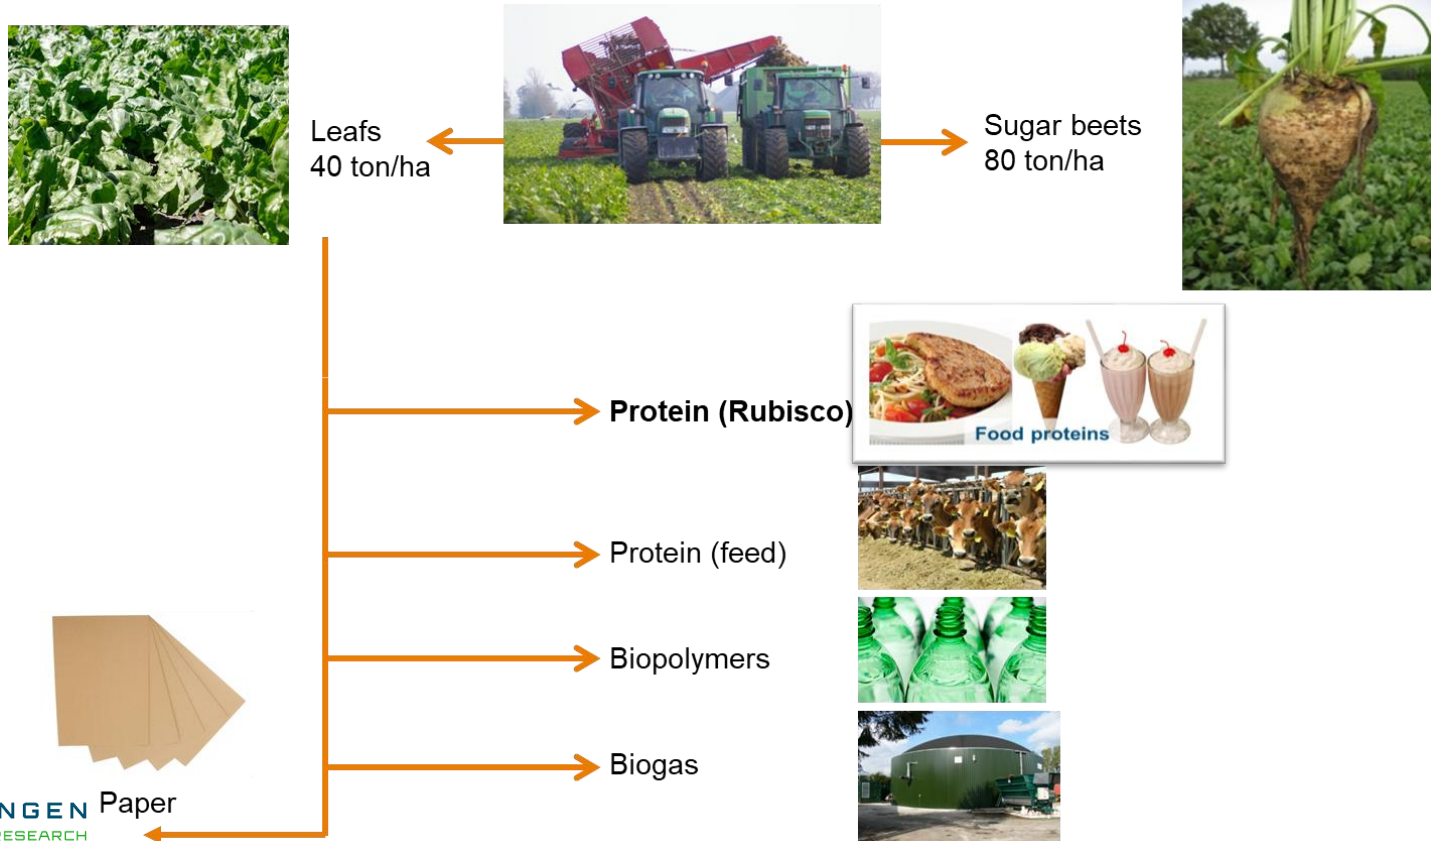 Leafs
40 ton/ha
Sugar beets
80 ton/ha
Protein (Rubisco)
Food proteins
Protein (feed)
Biopolymers
Biogas
Paper
NGEN
RESEARCH